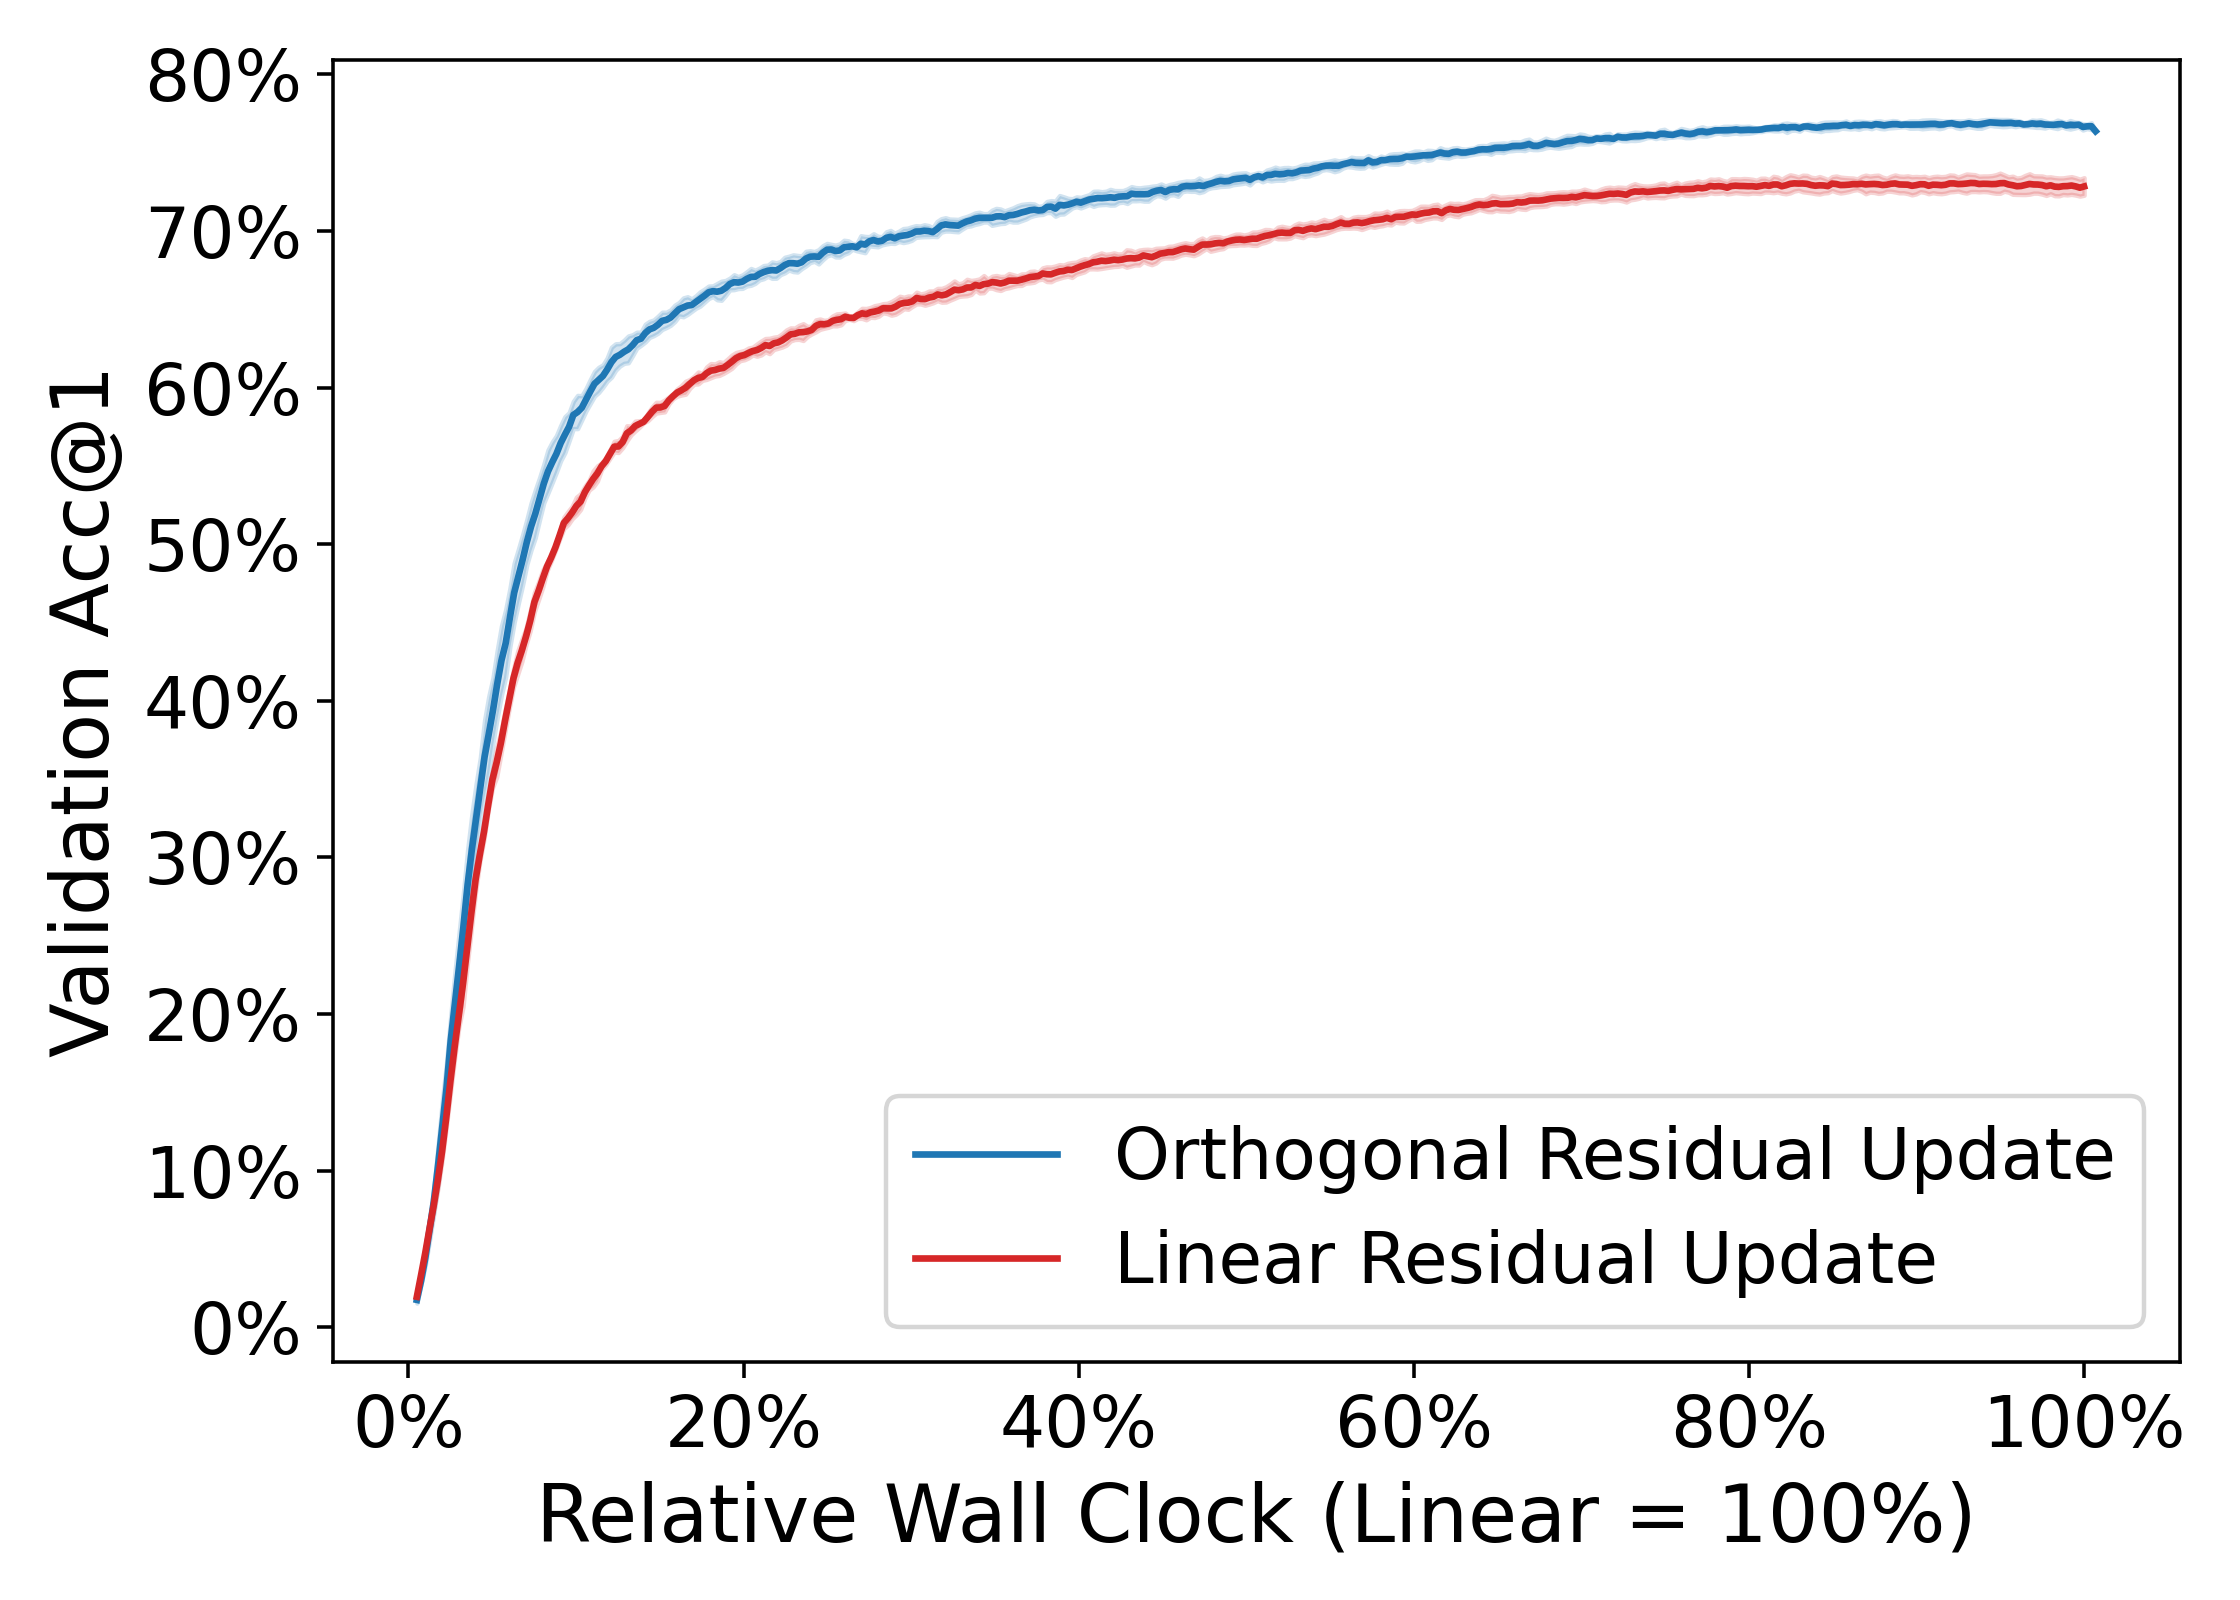 80%
70%
60%
50%
40%
30%
20%
10%
0%
Validation Acc@1
Orthogonal Residual Update
Linear Residual Update
0% 20% 40% 60% 80% 100%
Relative Wall Clock (Linear = 100%)